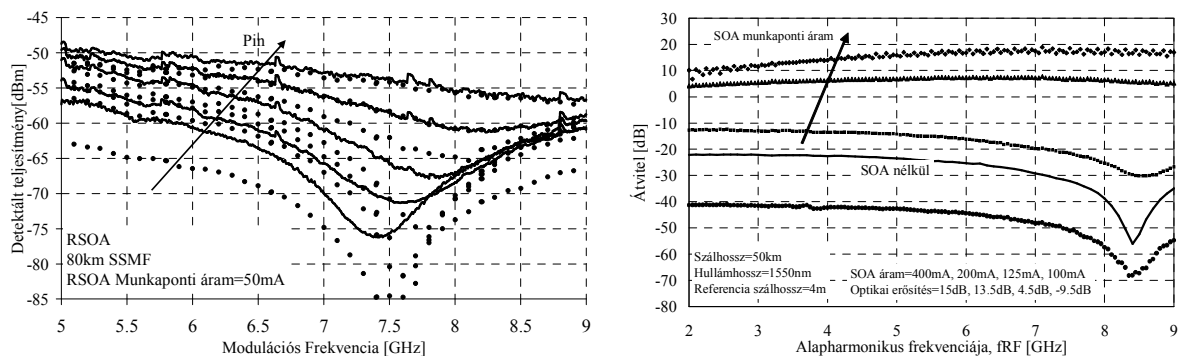 -45
-50
-55
-60
-65
-70
-75
-80
-85
Detektált teljesítmény[dBm]
Pin
RSOA
80km SSMF
RSOA Munkaponti áram=50mA
5 5.5 6 6.5 7 7.5 8 8.5 9
Modulációs Frekvencia [GHz]
30
20
10
0
-10
-20
-30
-40
-50
-60
-70
-80
Átvitel [dB]
SOA munkaponti áram
SOA nélkül
Szálhossz=50km
Hullámhossz=1550nm
Referencia szálhossz=4m
SOA áram=400mA, 200mA, 125mA, 100mA
Optikai erősítés=15dB, 13.5dB, 4.5dB, -9.5dB
2 3 4 5 6 7 8 9
Alapharmonikus frekvenciája, fRF [GHz]